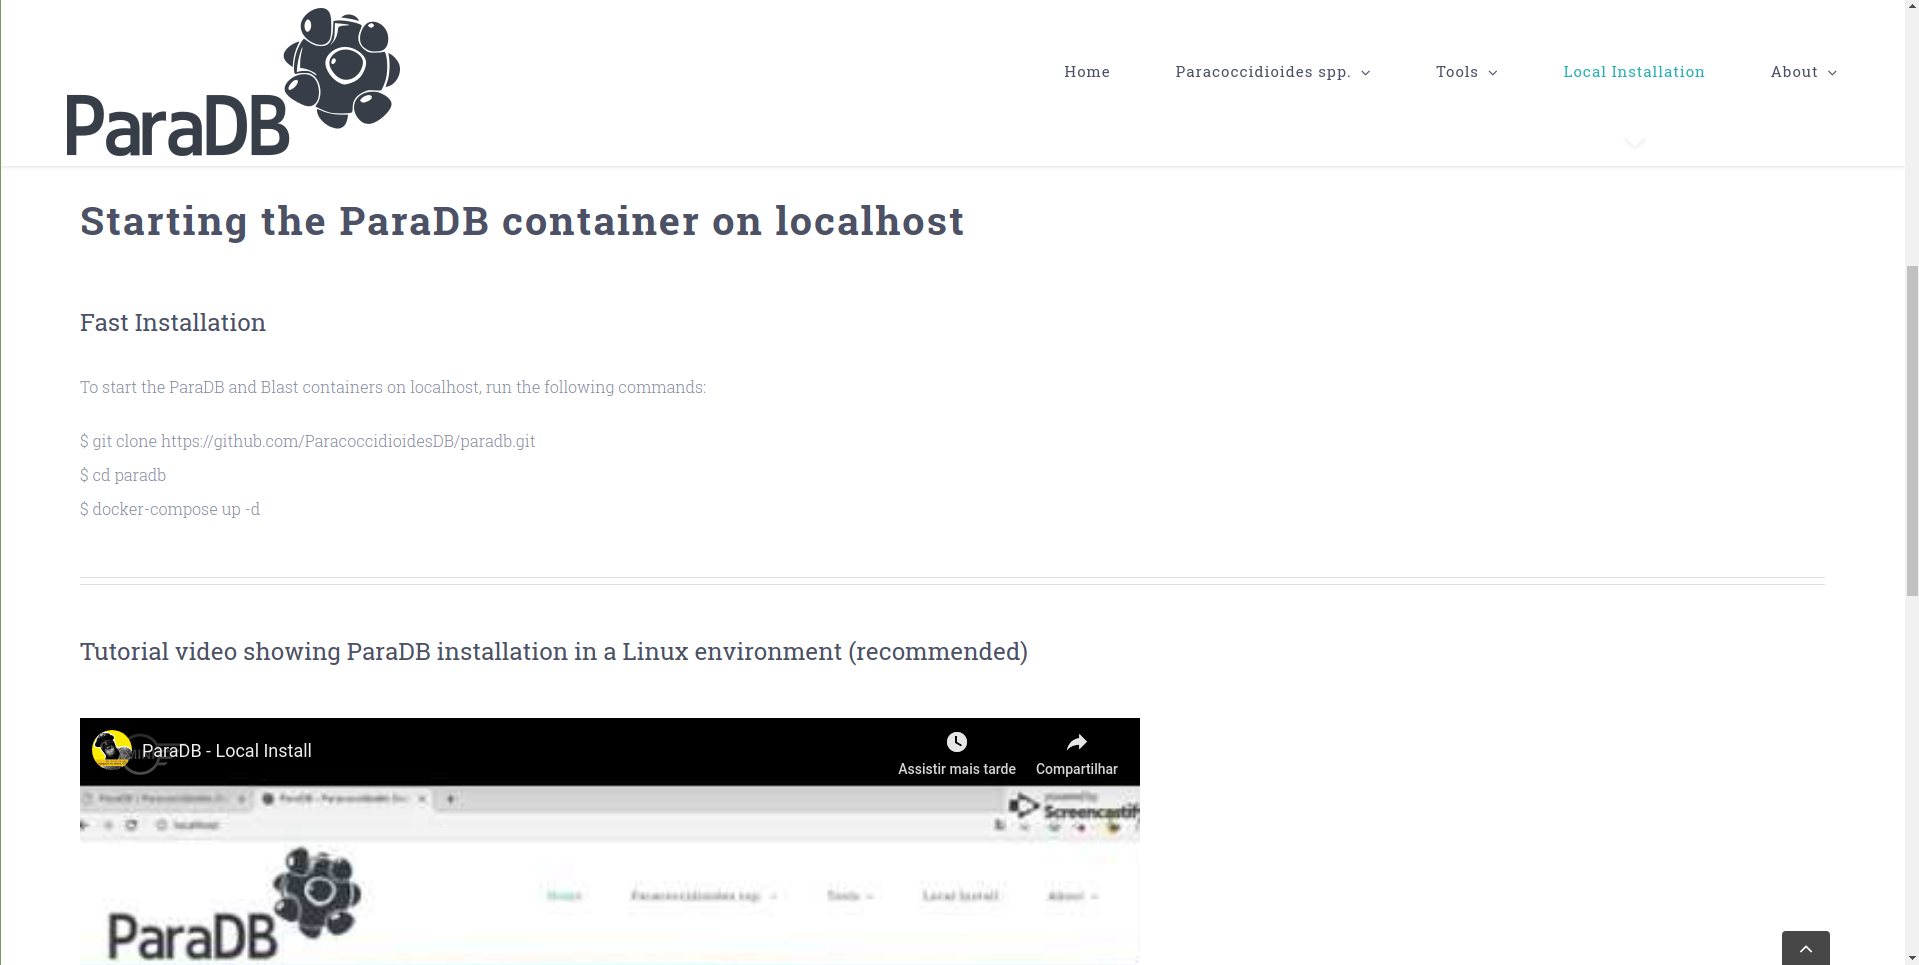 ParaDB
Home
Paracoccidioides spp.
Tools
Local Installation
About
Starting the ParaDB container on localhost
Fast Installation
To start the ParaDB and Blast containers on localhost, run the following commands:
$ git clone https://github.com/ParacoccidioidesDB/paradb.git
$ cd paradb
$ docker-compose up -d
Tutorial video showing ParaDB installation in a Linux environment (recommended)
ParaDB - Local Install
Assistir mais tarde
Compartilhar
Screencastify
localhost
ParaDB
Home
Paracoccidioides spp.
Tools
Local Install
About